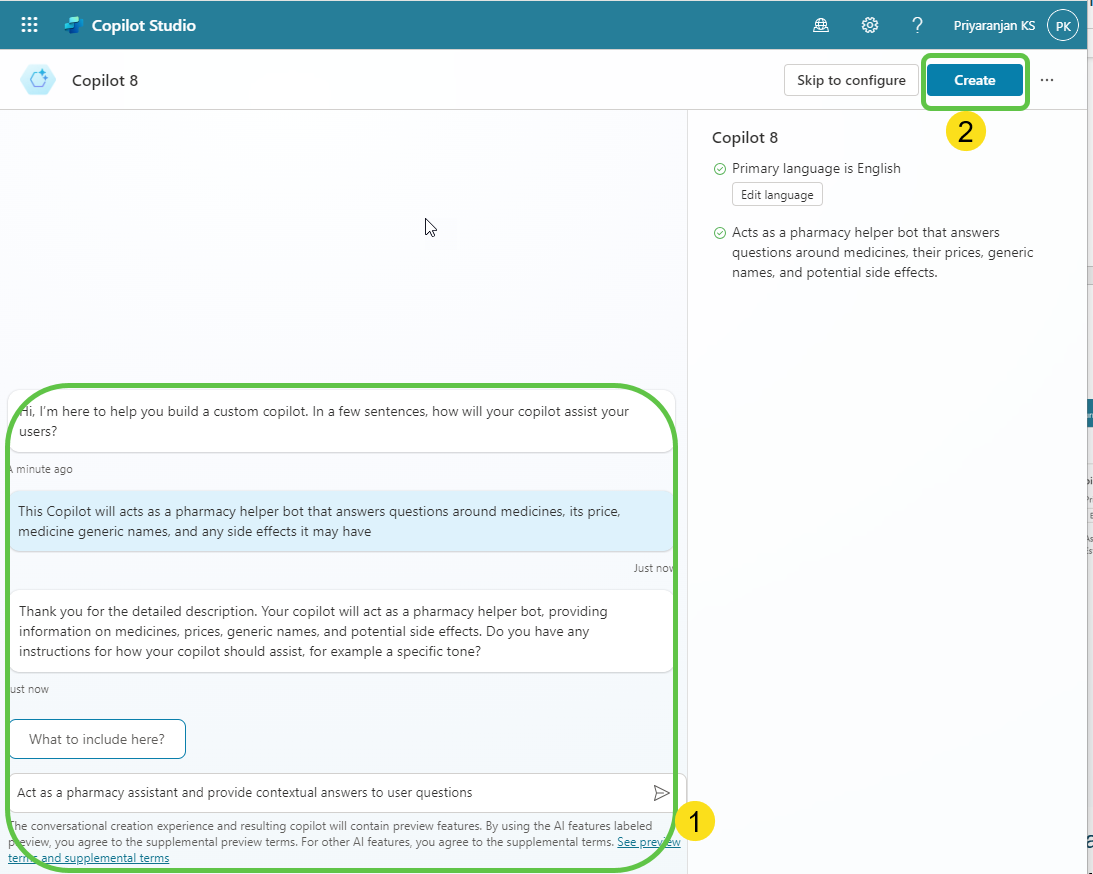 Copilot Studio
Priyaranjan KS
PK
Copilot 8
Skip to configure
Create
2
Copilot 8
Primary language is English
Edit language
Acts as a pharmacy helper bot that answers
questions around medicines, their prices, generic
names, and potential side effects.
Hi, I'm here to help you build a custom copilot. In a few sentences, how will your copilot assist your
users?
A minute ago
This Copilot will acts as a pharmacy helper bot that answers questions around medicines, its price,
medicine generic names, and any side effects it may have
Just now
Thank you for the detailed description. Your copilot will act as a pharmacy helper bot, providing
information on medicines, prices, generic names, and potential side effects. Do you have any
instructions for how your copilot should assist, for example a specific tone?
Just now
What to include here?
Act as a pharmacy assistant and provide contextual answers to user questions
1
The conversational creation experience and resulting copilot will contain preview features. By using the AI features labeled
preview, you agree to the supplemental preview terms. For other AI features, you agree to the supplemental terms. See preview
terms and supplemental terms